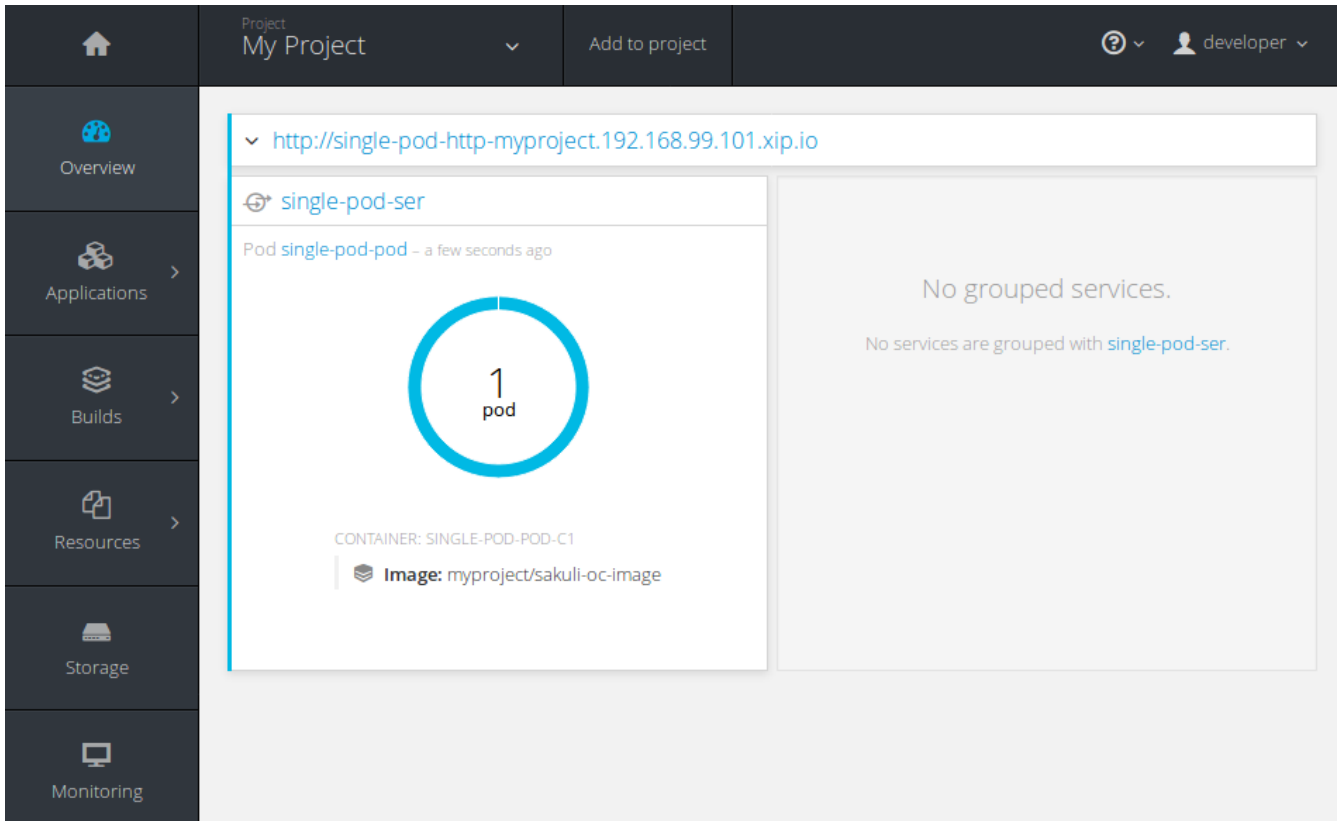 Project
My Project
Add to project
developer
Overview
Applications
Builds
Resources
Storage
Monitoring
http://single-pod-http-myproject.192.168.99.101.xip.io
single-pod-ser
Pod single-pod-pod – a few seconds ago
1
pod
CONTAINER: SINGLE-POD-POD-C1
Image: myproject/sakuli-oc-image
No grouped services.
No services are grouped with single-pod-ser.